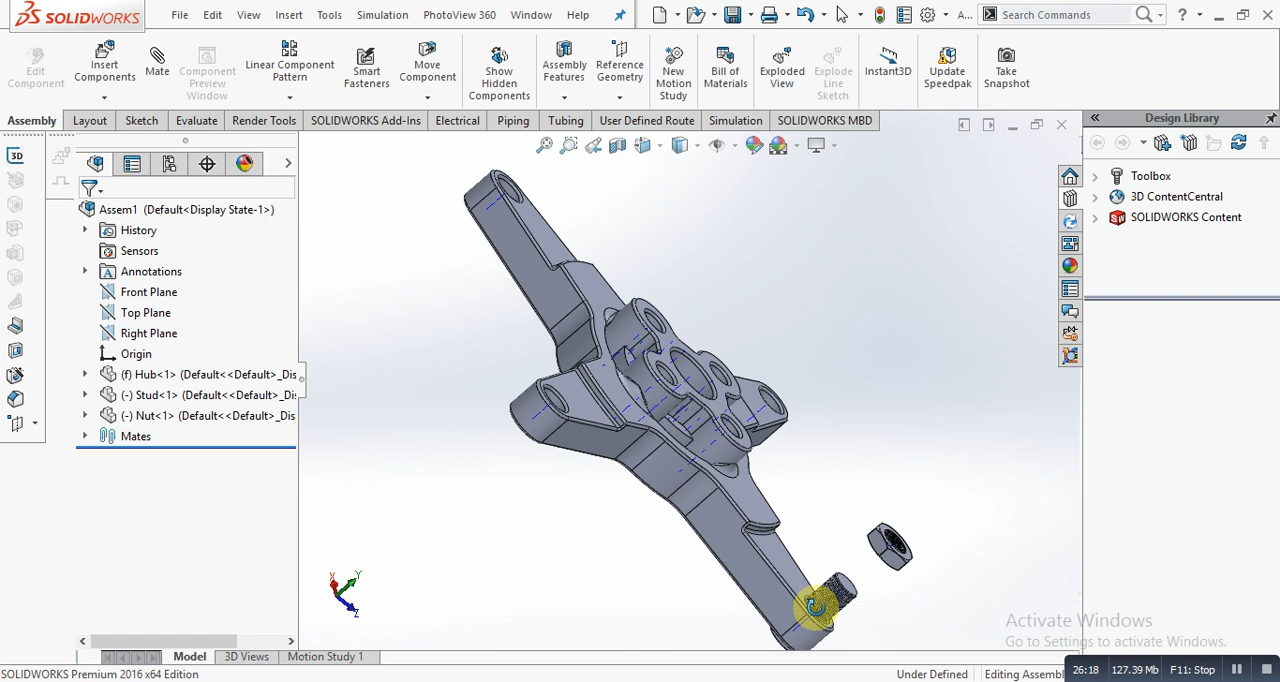 SOLIDWORKS File Edit View Insert Tools Simulation PhotoView 360 Window Help A... Search Commands ?
Edit Component
Insert Components
Mate
Component Preview Window
Linear Component Pattern
Smart Fasteners
Move Component
Show Hidden Components
Assembly Features
Reference Geometry
New Motion Study
Bill of Materials
Exploded View
Explode Line Sketch
Instant3D
Update Speedpak
Take Snapshot
Assembly Layout Sketch Evaluate Render Tools SOLIDWORKS Add-Ins Electrical Piping Tubing User Defined Route Simulation SOLIDWORKS MBD
Design Library
3D
Assem1 (Default<Display State-1>)
History
Sensors
Annotations
Front Plane
Top Plane
Right Plane
Origin
(f) Hub<1> (Default<<Default>_Dis
(-) Stud<1> (Default<<Default>_Dis
(-) Nut<1> (Default<<Default>_Dis
Mates
Toolbox
3D ContentCentral
SOLIDWORKS Content
X Y Z
Activate Windows
Go to Settings to activate Windows.
Model 3D Views Motion Study 1
SOLIDWORKS Premium 2016 x64 Edition
Under Defined Editing Assembl
26:18 127.39 Mb F11: Stop